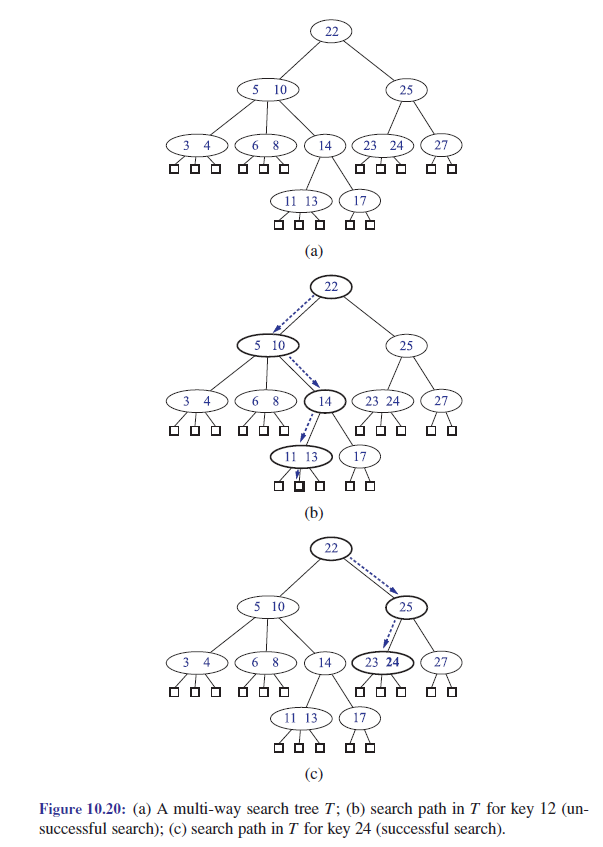 22
5 10 25
3 4 6 8 14 23 24 27
11 13 17
(a)
22
5 10 25
3 4 6 8 14 23 24 27
11 13 17
(b)
22
5 10 25
3 4 6 8 14 23 24 27
11 13 17
(c)
Figure 10.20: (a) A multi-way search tree T; (b) search path in T for key 12 (un-
successful search); (c) search path in T for key 24 (successful search).